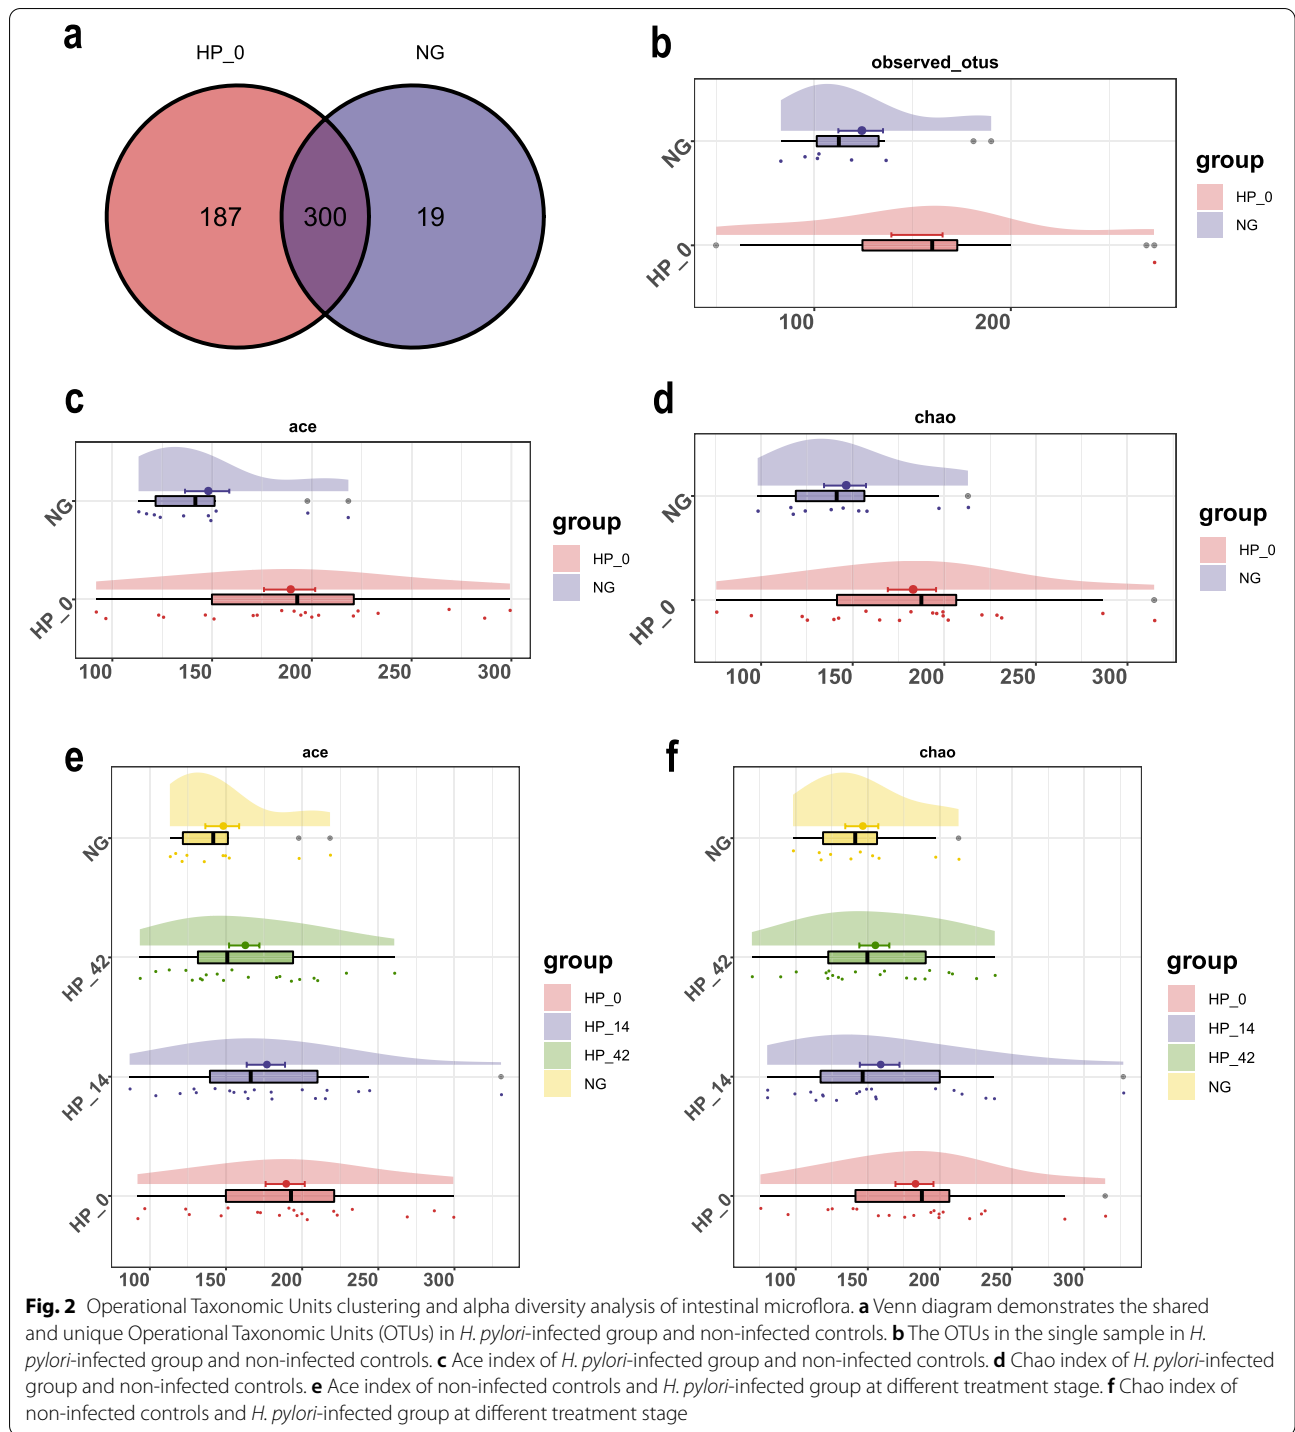 a
HP_0
NG
187
300
19
b
observed_otus
NG
HP_0
100
200
group
HP_0
NG
c
ace
NG
HP_0
100
150
200
250
300
group
HP_0
NG
d
chao
NG
HP_0
100
150
200
250
300
group
HP_0
NG
e
ace
NG
HP_42
HP_14
HP_0
100
150
200
250
300
group
HP_0
HP_14
HP_42
NG
f
chao
NG
HP_42
HP_14
HP_0
100
150
200
250
300
group
HP_0
HP_14
HP_42
NG
Fig. 2 Operational Taxonomic Units clustering and alpha diversity analysis of intestinal microflora. a Venn diagram demonstrates the shared
and unique Operational Taxonomic Units (OTUs) in H. pylori-infected group and non-infected controls. b The OTUs in the single sample in H.
pylori-infected group and non-infected controls. c Ace index of H. pylori-infected group and non-infected controls. d Chao index of H. pylori-infected
group and non-infected controls. e Ace index of non-infected controls and H. pylori-infected group at different treatment stage. f Chao index of
non-infected controls and H. pylori-infected group at different treatment stage